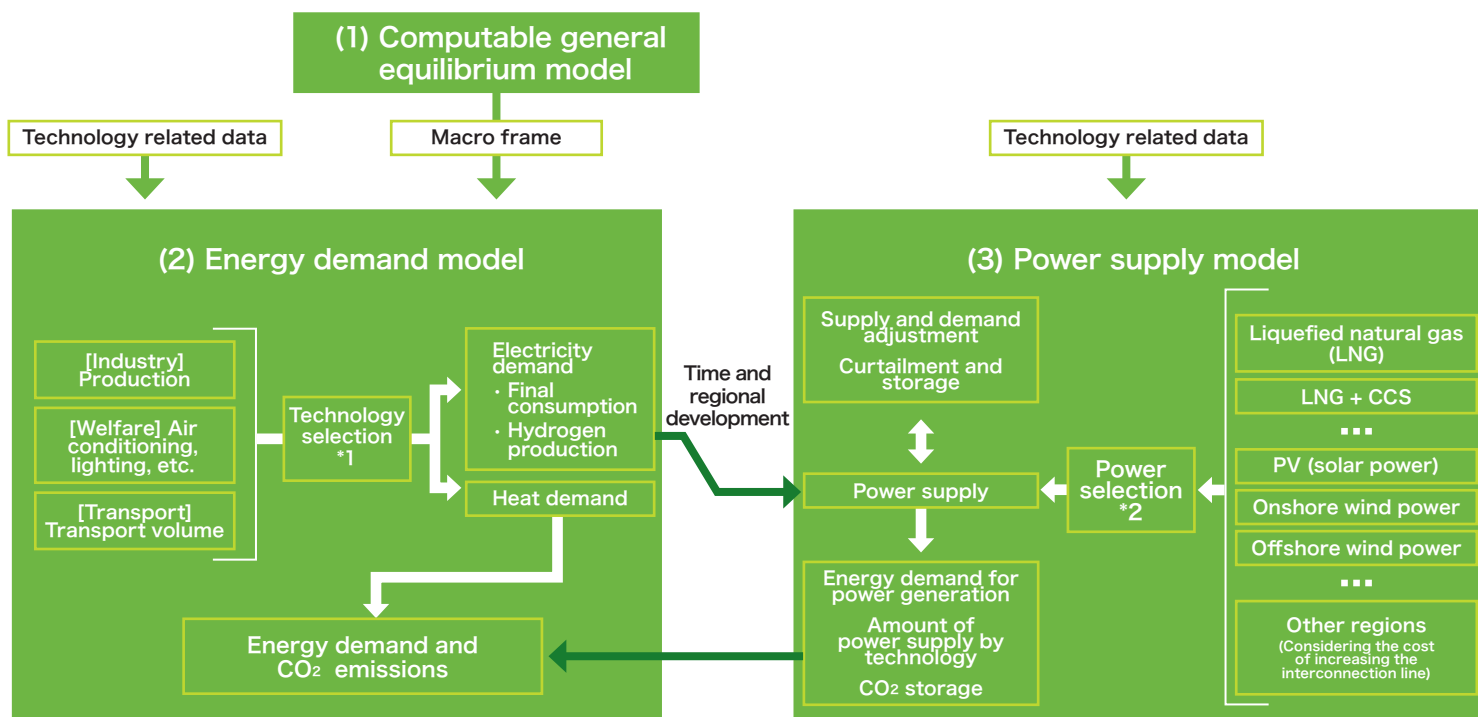 (1) Computable general
equilibrium model
Technology related data
Macro frame
Technology related data
(2) Energy demand model
[Industry]
Production
[Welfare] Air
conditioning,
lighting, etc.
[Transport]
Transport volume
Technology
selection
*1
Electricity
demand
・Final
consumption
・Hydrogen
production
Heat demand
Energy demand and
CO2 emissions
Time and
regional
development
(3) Power supply model
Supply and demand
adjustment
Curtailment and
storage
Power supply
Energy demand for
power generation
Amount of
power supply by
technology
CO2 storage
Power
selection
*2
Liquefied natural gas
(LNG)
LNG + CCS
...
PV (solar power)
Onshore wind power
Offshore wind power
...
Other regions
(Considering the cost
of increasing the
interconnection line)